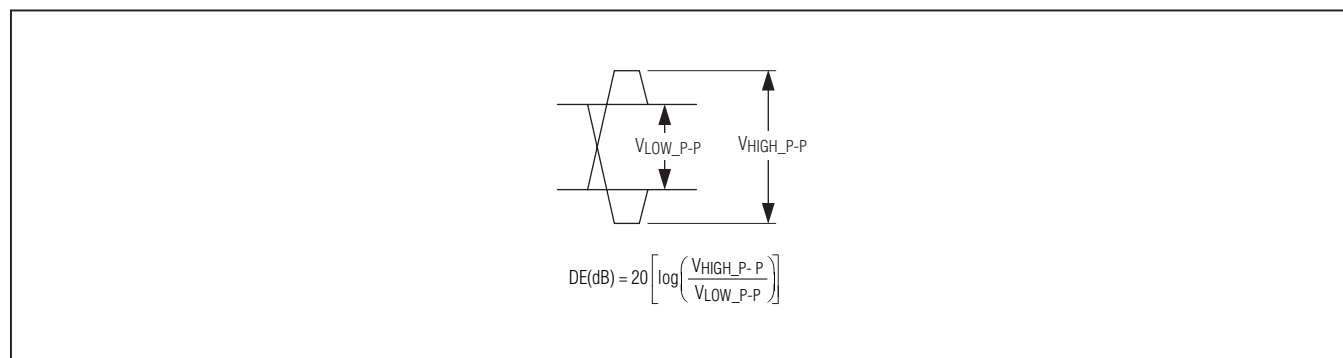 VLOW_P-P
VHIGH_P-P
DE(dB) = 20 [log(VHIGH_P- P / VLOW_P-P)]